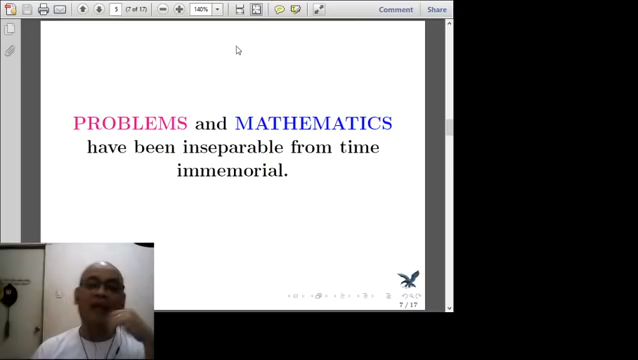 5 (7 of 17) 140% Comment Share
PROBLEMS and MATHEMATICS
have been inseparable from time
immemorial.
7 / 17